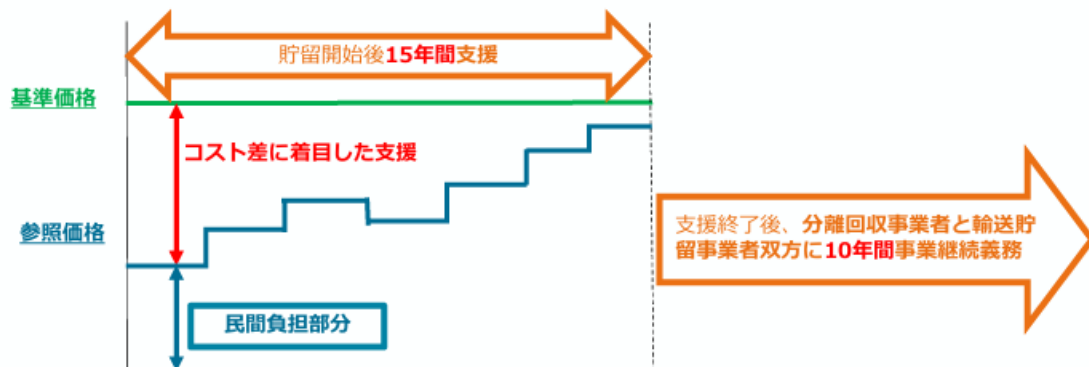 貯留開始後15年間支援
基準価格
コスト差に着目した支援
参照価格
支援終了後、分離回収事業者と輸送貯
留事業者双方に10年間事業継続義務
民間負担部分